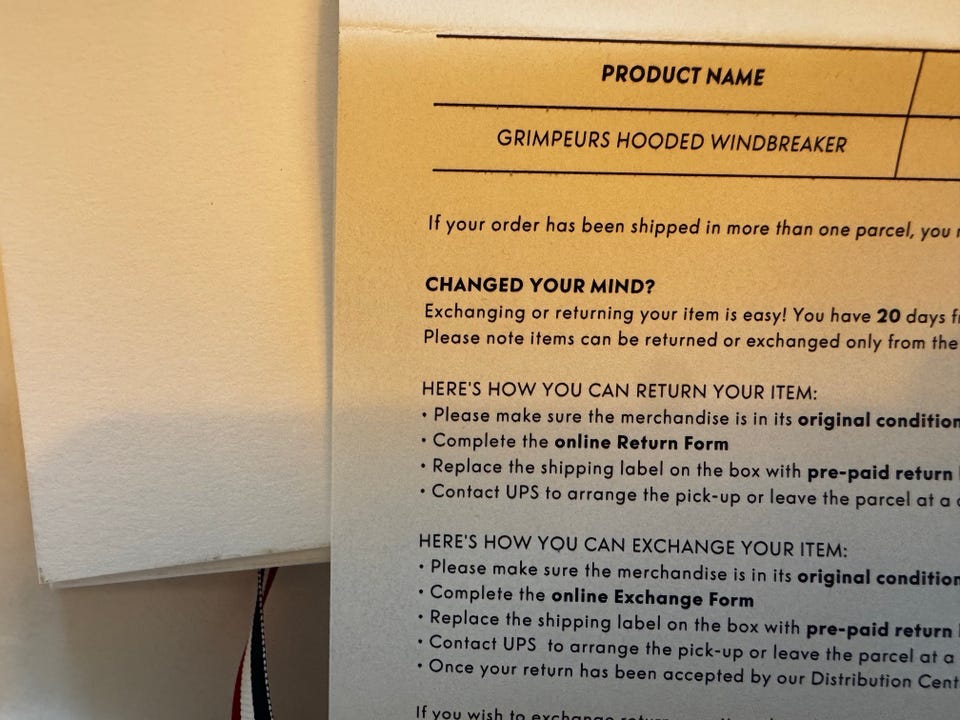 PRODUCT NAME
GRIMPEURS HOODED WINDBREAKER
If your order has been shipped in more than one parcel, you
CHANGED YOUR MIND?
Exchanging or returning your item is easy! You have 20 days
Please note items can be returned or exchanged only from the
HERE'S HOW YOU CAN RETURN YOUR ITEM:
• Please make sure the merchandise is in its original condition
• Complete the online Return Form
• Replace the shipping label on the box with pre-paid return
• Contact UPS to arrange the pick-up or leave the parcel at a
HERE'S HOW YOU CAN EXCHANGE YOUR ITEM:
• Please make sure the merchandise is in its original condition
• Complete the online Exchange Form
• Replace the shipping label on the box with pre-paid return
• Contact UPS to arrange the pick-up or leave the parcel at a
• Once your return has been accepted by our Distribution Cent
If you wish to exchange